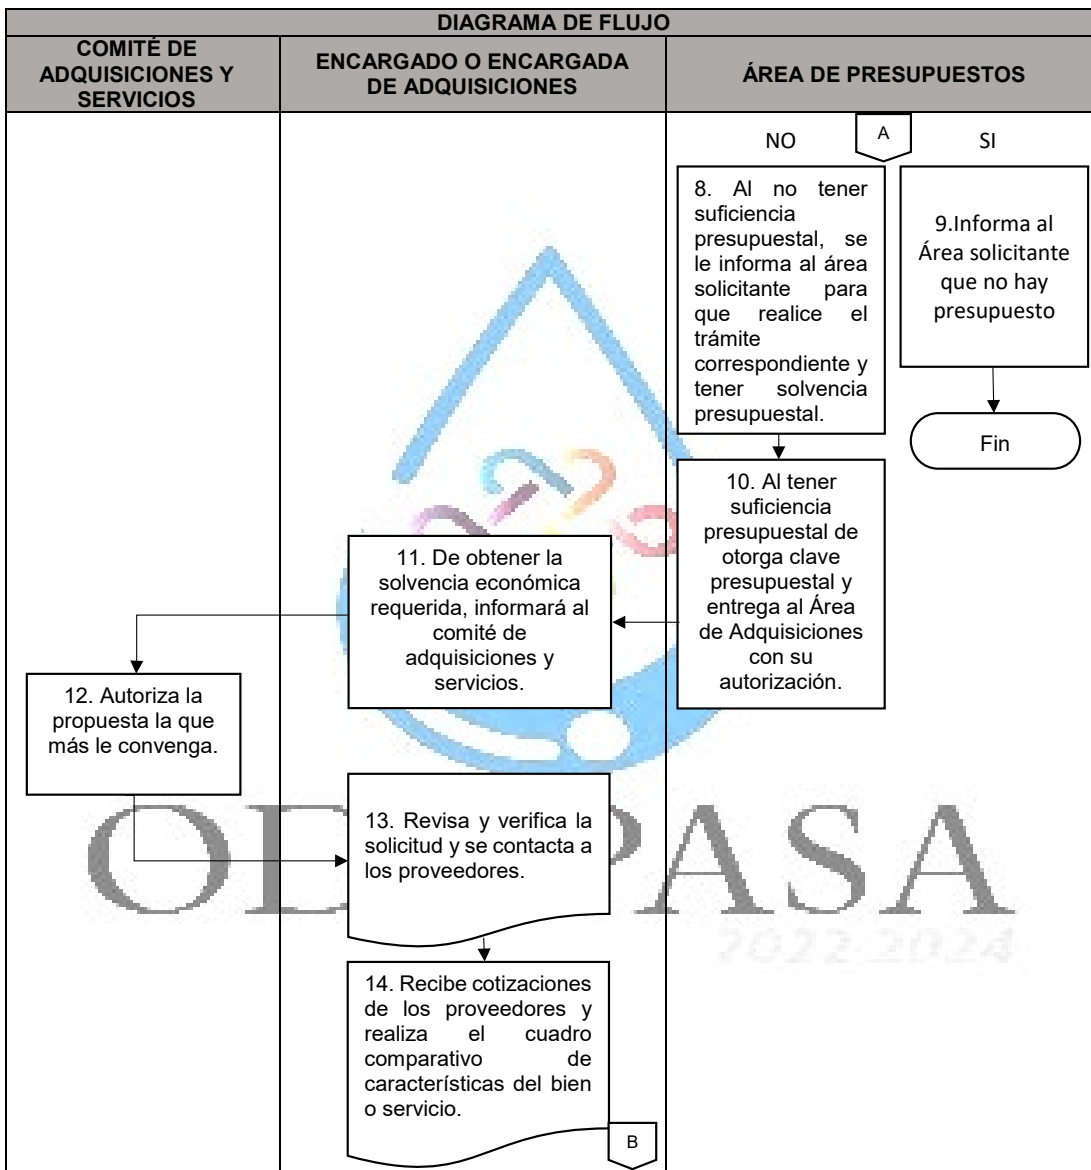 DIAGRAMA DE FLUJO
COMITÉ DE
ADQUISICIONES Y
SERVICIOS
ENCARGADO O ENCARGADA
DE ADQUISICIONES
ÁREA DE PRESUPUESTOS
NO
A
SI
8. Al no tener
suficiencia
presupuestal, se
le informa al área
solicitante para
que realice el
trámite
correspondiente y
tener solvencia
presupuestal.
9.Informa al
Área solicitante
que no hay
presupuesto
Fin
10. Al tener
suficiencia
presupuestal de
otorga clave
presupuestal y
entrega al Área
de Adquisiciones
con su
autorización.
11. De obtener la
solvencia económica
requerida, informará al
comité de
adquisiciones y
servicios.
12. Autoriza la
propuesta la que
más le convenga.
13. Revisa y verifica la
solicitud y se contacta a
los proveedores.
14. Recibe cotizaciones
de los proveedores y
realiza el cuadro
comparativo de
características del bien
o servicio.
B
PASA
2022-2024